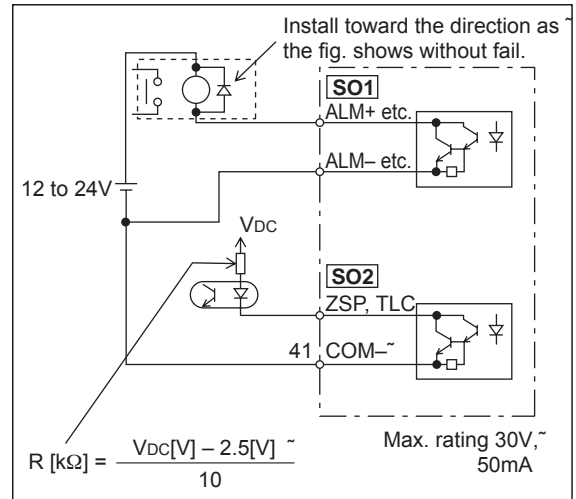 Install toward the direction as ~
the fig. shows without fail.
SO1
ALM+ etc.
ALM– etc.
12 to 24V
VDC
SO2
ZSP, TLC
41 COM–~
Max. rating 30V,~
50mA
R [kΩ] = VDC[V] – 2.5[V] ~
10